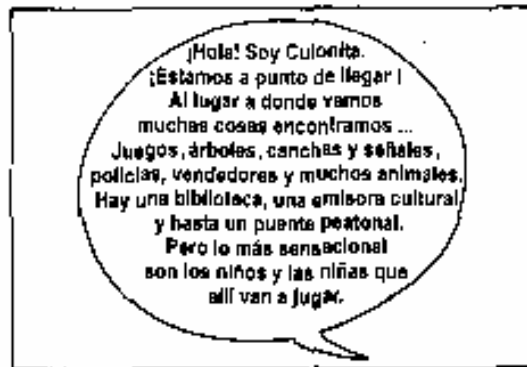 ¡Hola! Soy Culonita.
¡Estamos a punto de llegar!
Al lugar a donde vamos
muchas cosas encontramos ...
Juegos, árboles, canchas y señales,
policías, vendedores y muchos animales.
Hay una biblioteca, una emisora cultural
y hasta un puente peatonal.
Pero lo más sensacional
son los niños y las niñas que
allí van a jugar.